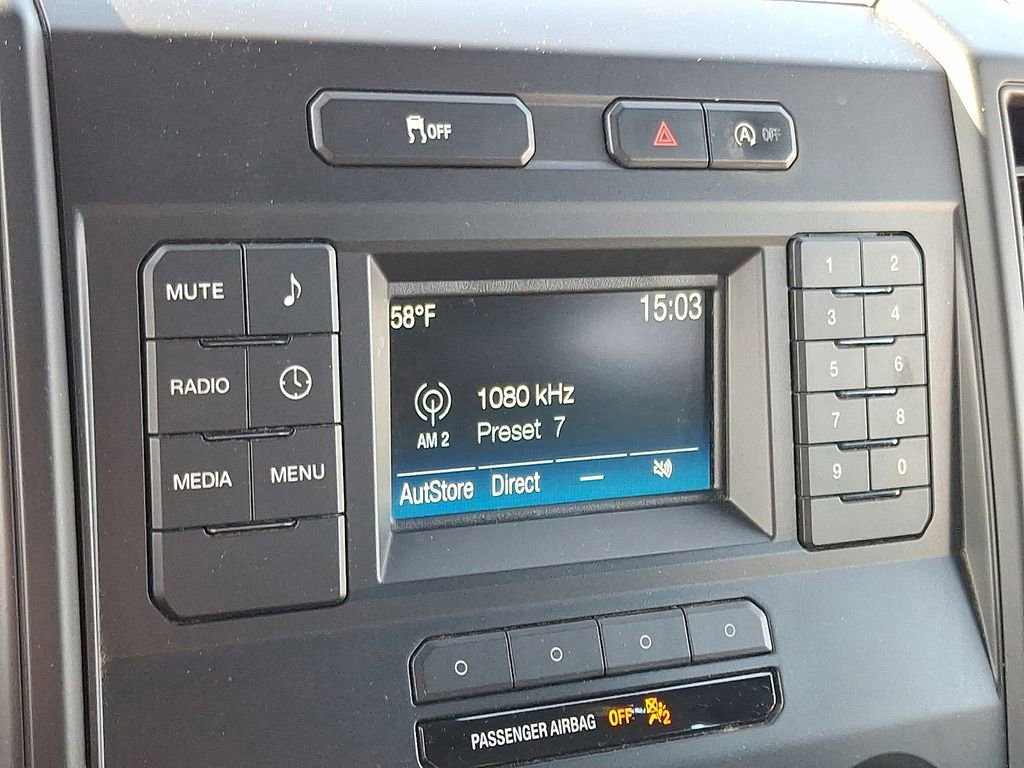 OFF
A OFF
MUTE
RADIO
MEDIA MENU
58°F 15:03
1080 kHz
AM 2 Preset 7
AutStore Direct —
1 2
3 4
5 6
7 8
9 0
PASSENGER AIRBAG OFF 2